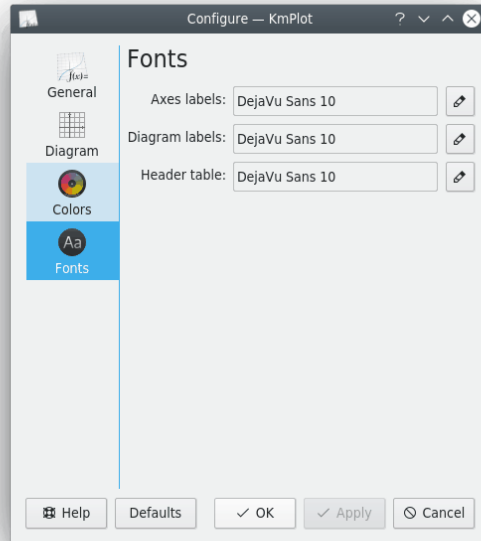 Configure — KmPlot
f(x)=
General
Diagram
Colors
Aa
Fonts
Fonts
Axes labels: DejaVu Sans 10
Diagram labels: DejaVu Sans 10
Header table: DejaVu Sans 10
Help Defaults OK Apply Cancel